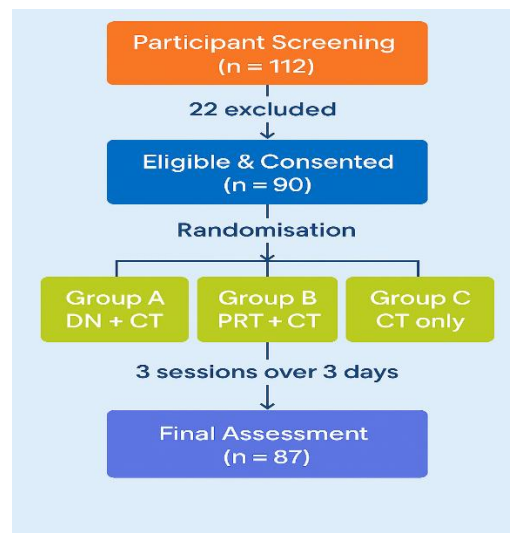 Participant Screening
(n = 112)
22 excluded
Eligible & Consented
(n = 90)
Randomisation
Group A
DN + CT
Group B
PRT + CT
Group C
CT only
3 sessions over 3 days
Final Assessment
(n = 87)